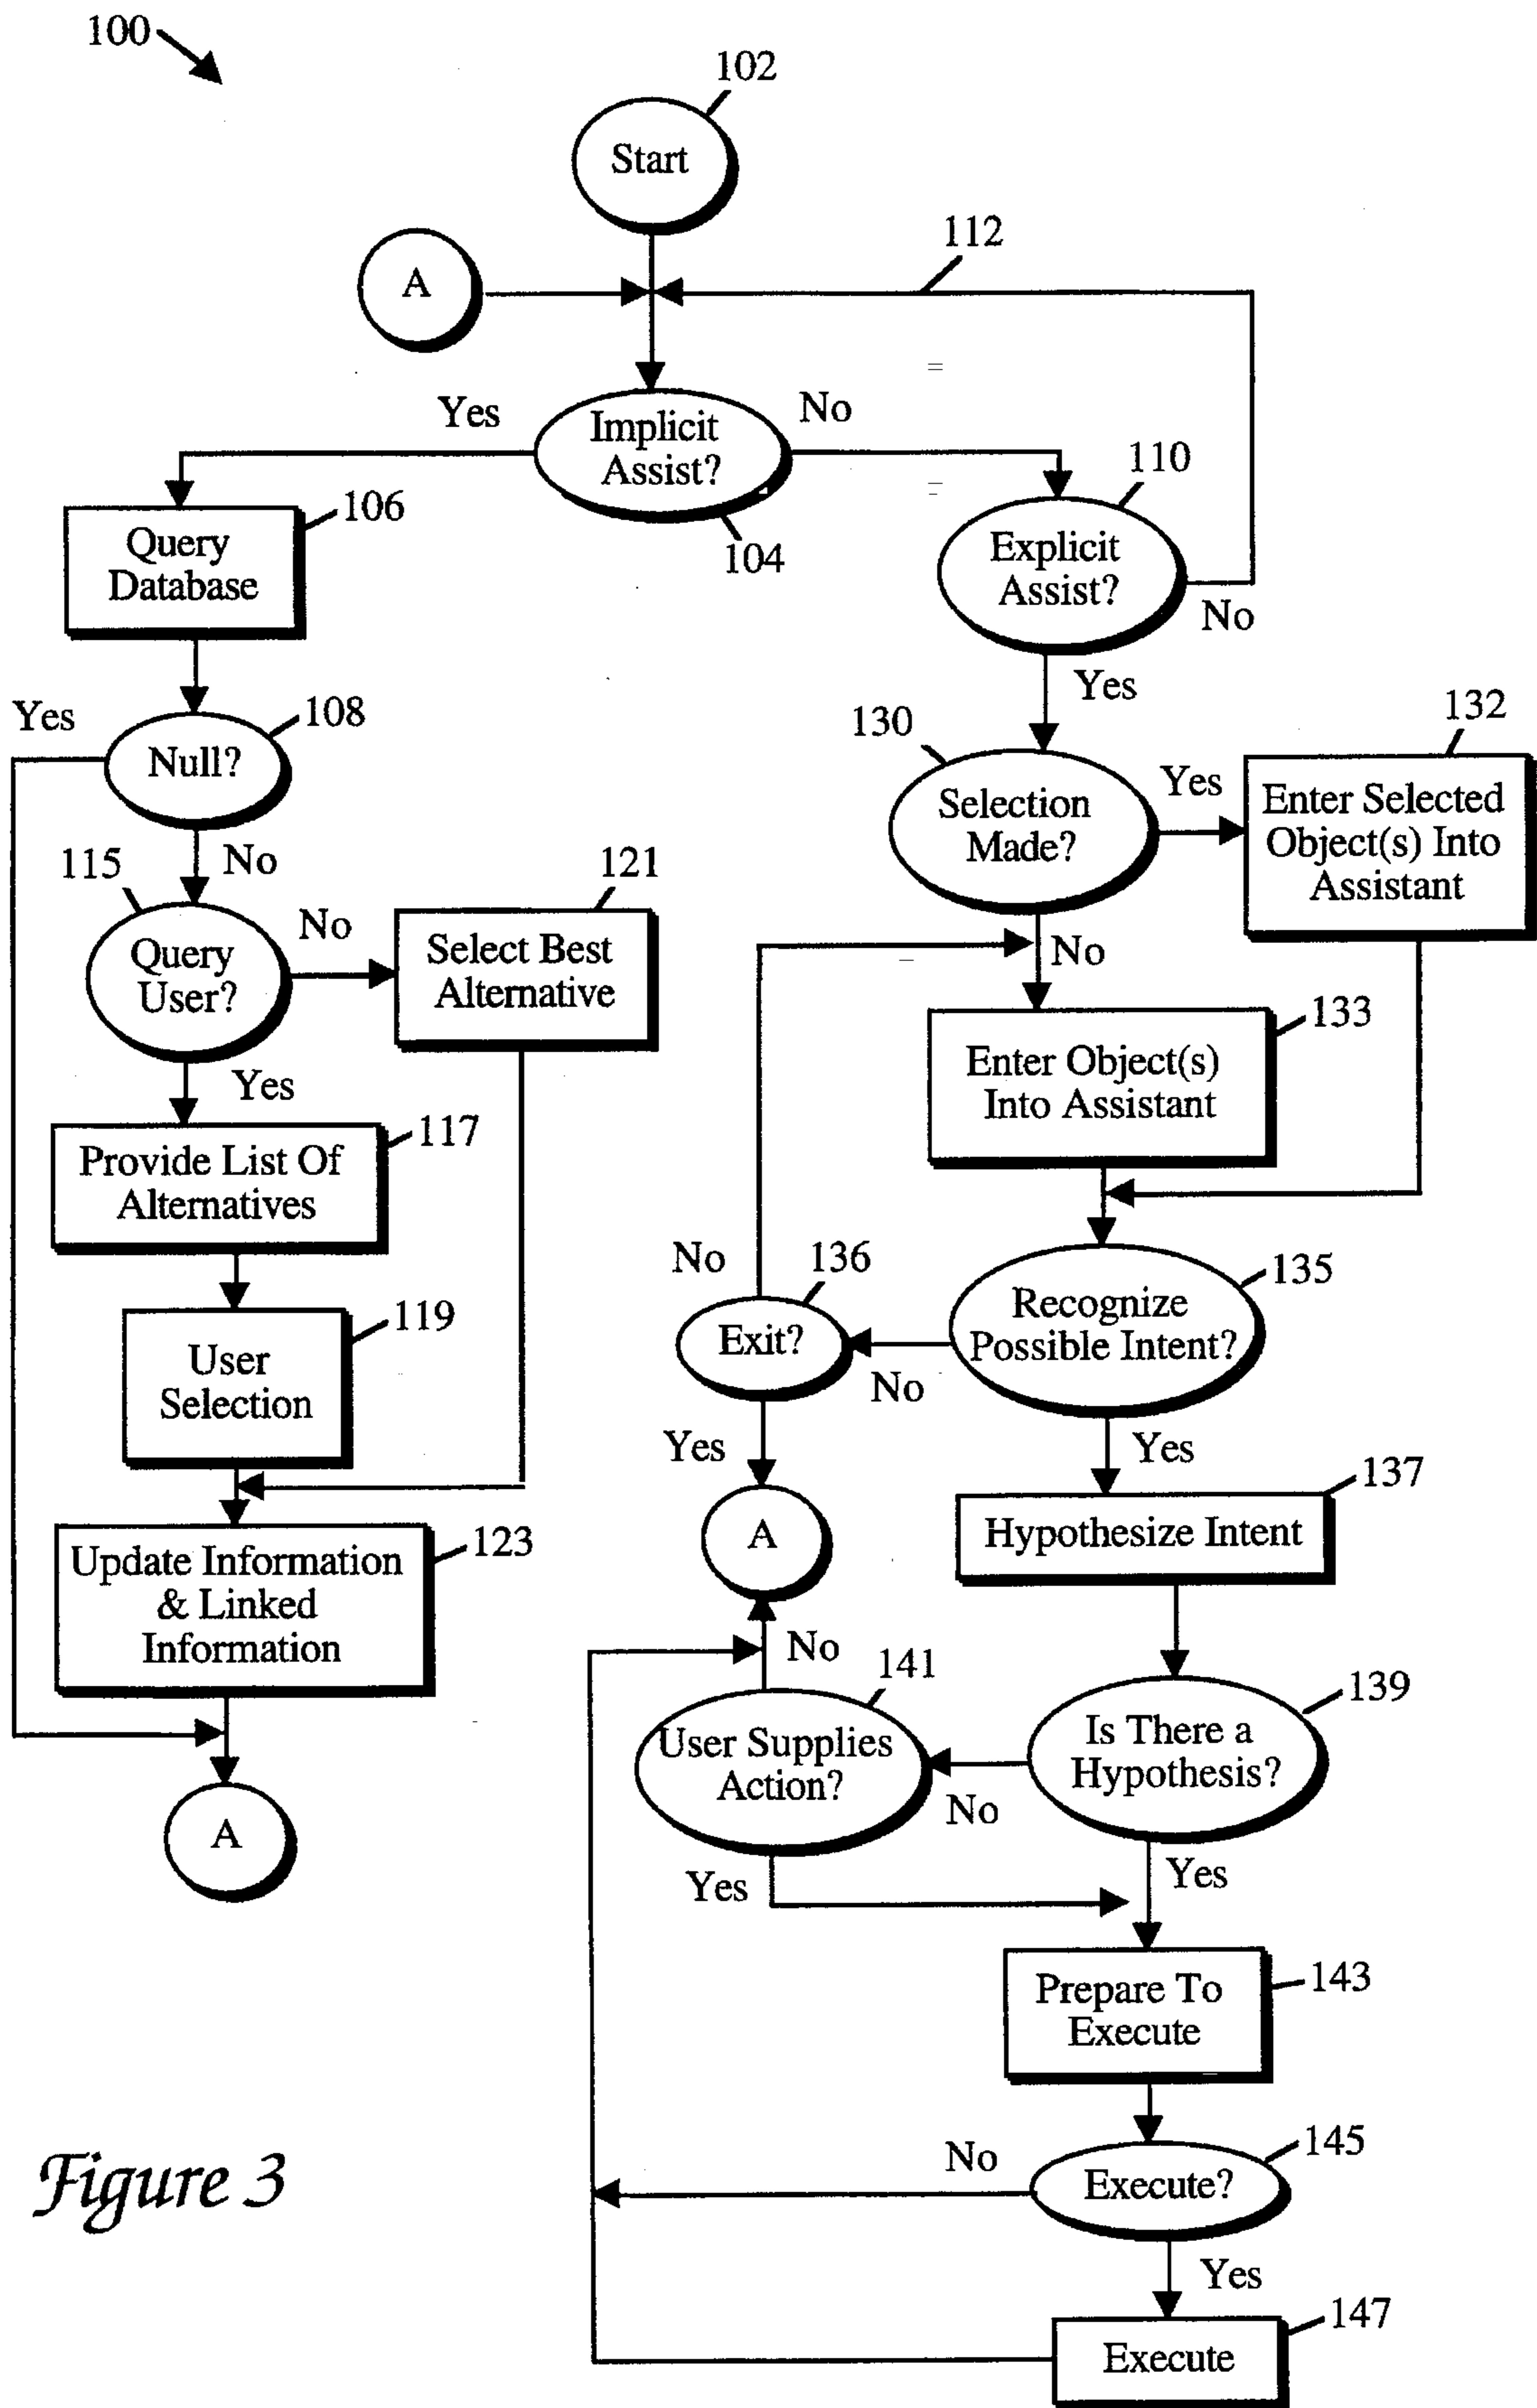 100
102
Start
112
A
Yes
Implicit
Assist?
No
104
110
Explicit
Assist?
No
Yes
106
Query
Database
108
Yes
Null?
No
115
Query
User?
No
121
Select Best
Alternative
Yes
117
Provide List Of
Alternatives
119
User
Selection
123
Update Information
& Linked
Information
A
130
Selection
Made?
Yes
132
Enter Selected
Object(s) Into
Assistant
No
133
Enter Object(s)
Into Assistant
135
Recognize
Possible Intent?
No
136
Exit?
No
Yes
A
Yes
137
Hypothesize Intent
139
Is There a
Hypothesis?
No
141
User Supplies
Action?
No
Yes
Yes
143
Prepare To
Execute
145
Execute?
No
Yes
147
Execute
Figure 3